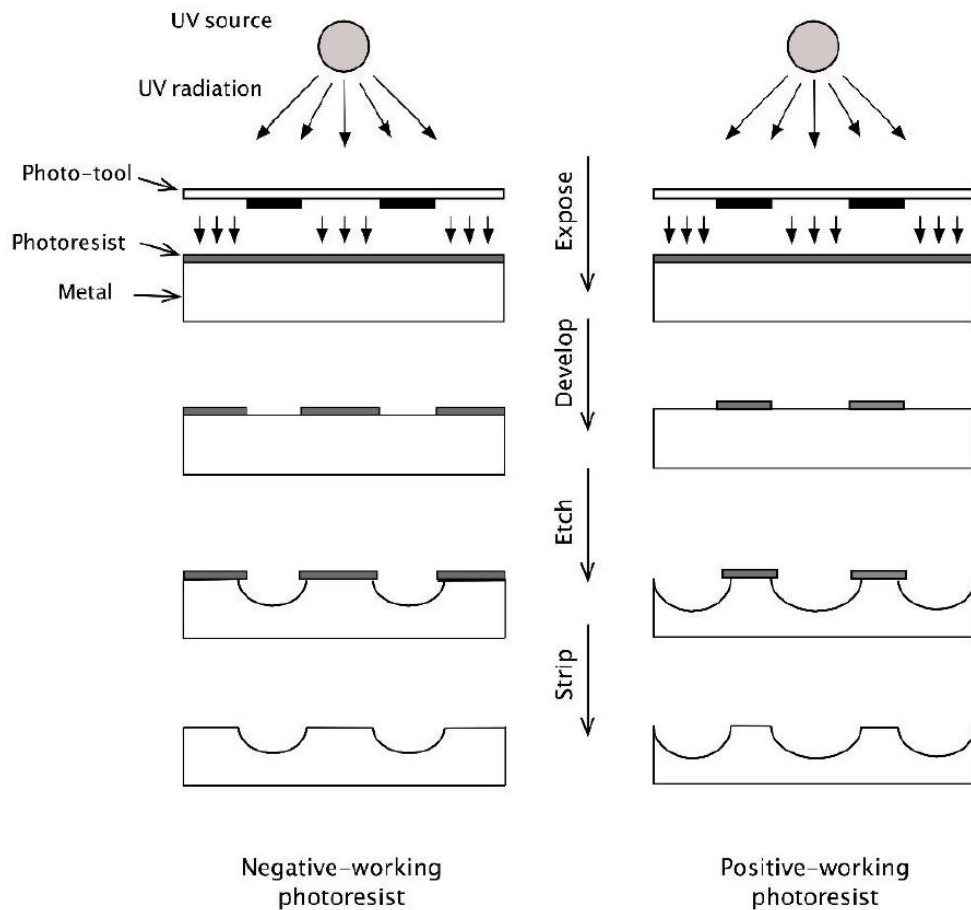 UV source
UV radiation
Photo-tool
Photoresist
Metal
Expose
Develop
Etch
Strip
Negative-working
photoresist
Positive-working
photoresist